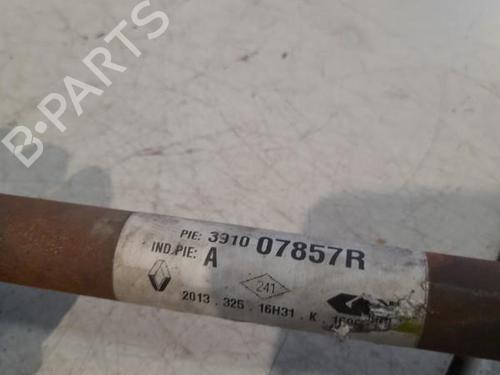 B-PARTS
PIE: 3910 07857R
IND.PIE: A
241
2013 . 325 . 16H31 . K .